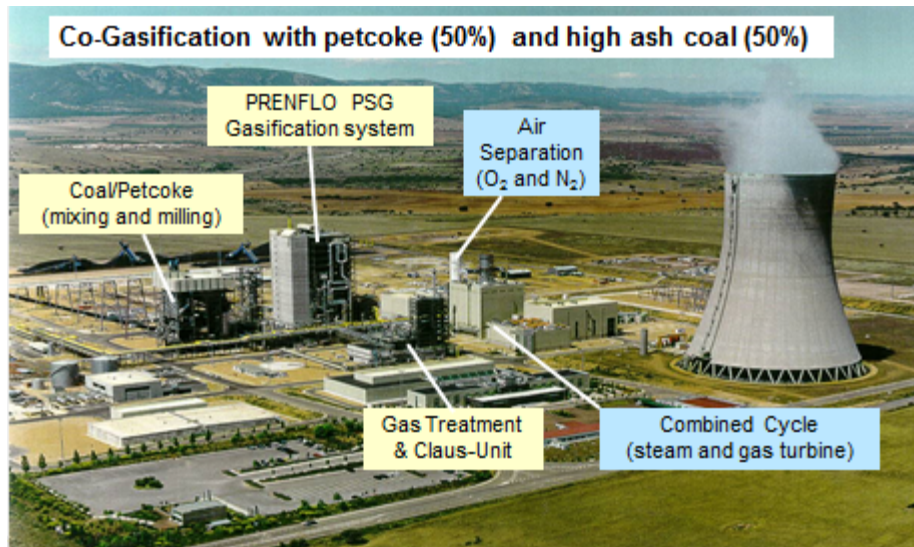 Co-Gasification with petcoke (50%) and high ash coal (50%)
PRENFLO PSG
Gasification system
Air
Separation
(O₂ and N₂)
Coal/Petcoke
(mixing and milling)
Gas Treatment
& Claus-Unit
Combined Cycle
(steam and gas turbine)